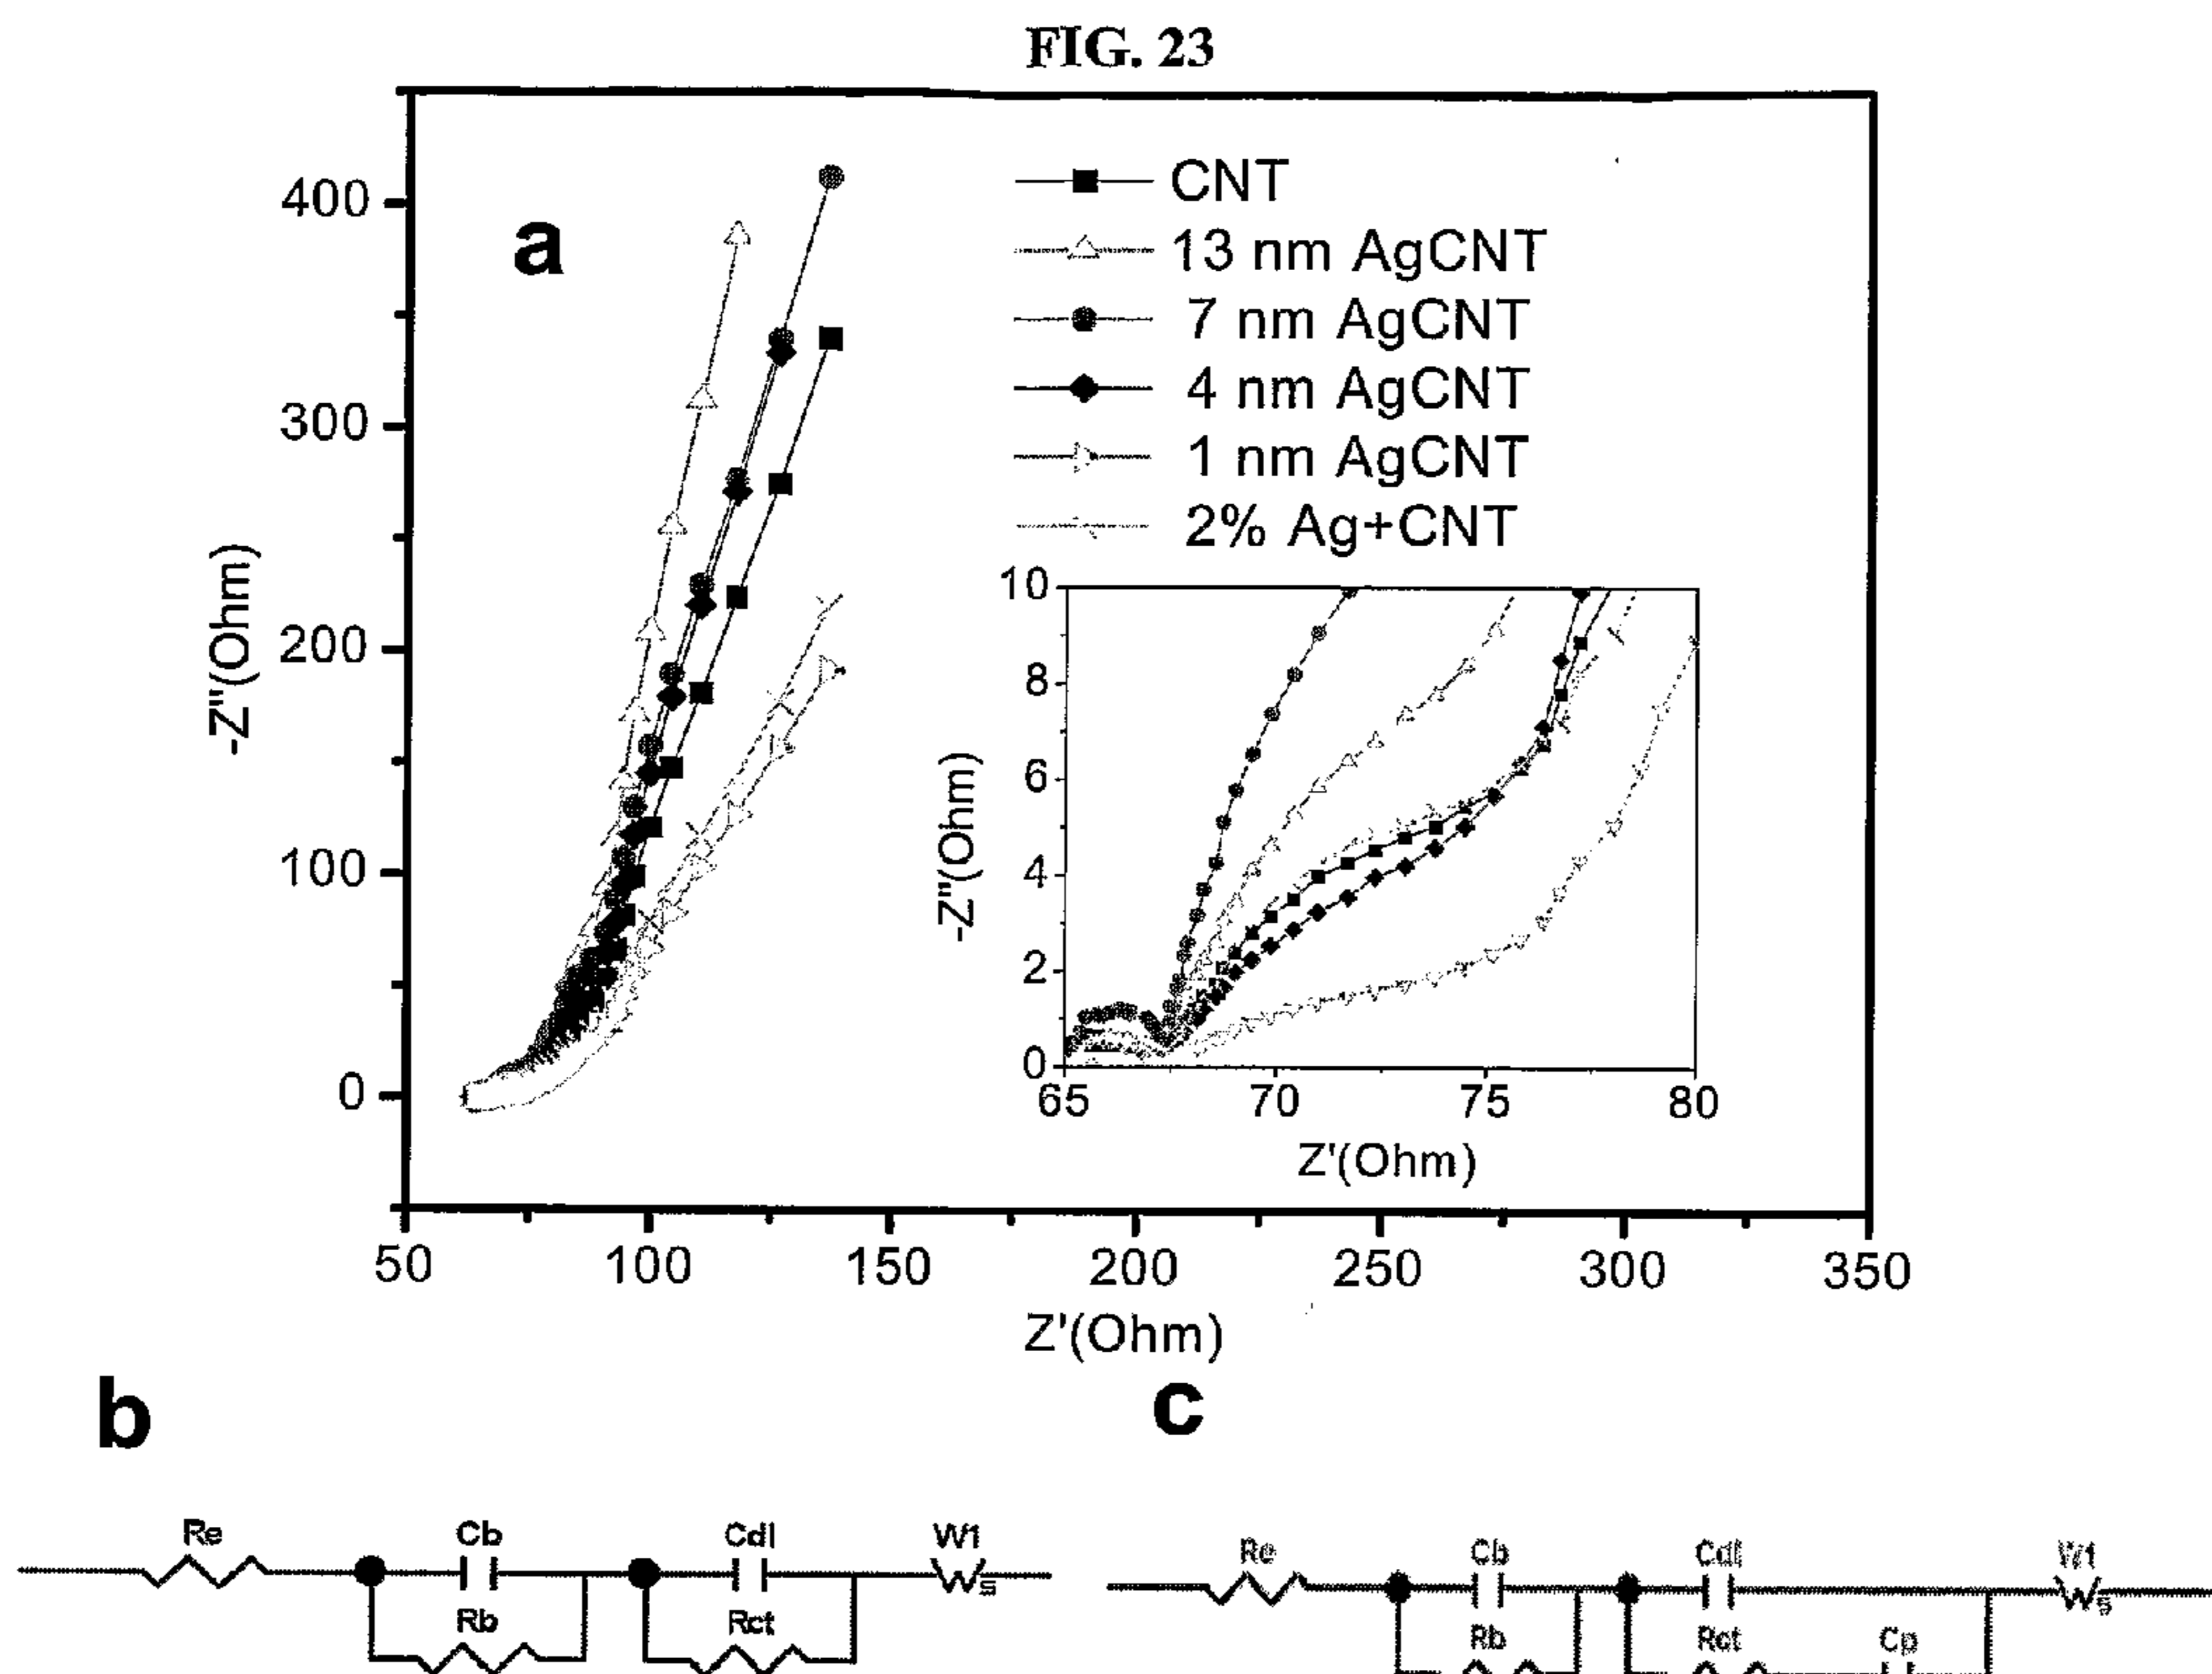 FIG. 23
a
CNT
13 nm AgCNT
7 nm AgCNT
4 nm AgCNT
1 nm AgCNT
2% Ag+CNT
-Z"(Ohm)
400
300
200
100
0
50 100 150 200 250 300 350
Z'(Ohm)
-Z"(Ohm)
10
8
6
4
2
0
65 70 75 80
Z'(Ohm)
b
Re Cb Cdl W1
s
Rb Rct
c
Re Cb Cdl W1
s
Rb Rct Cp